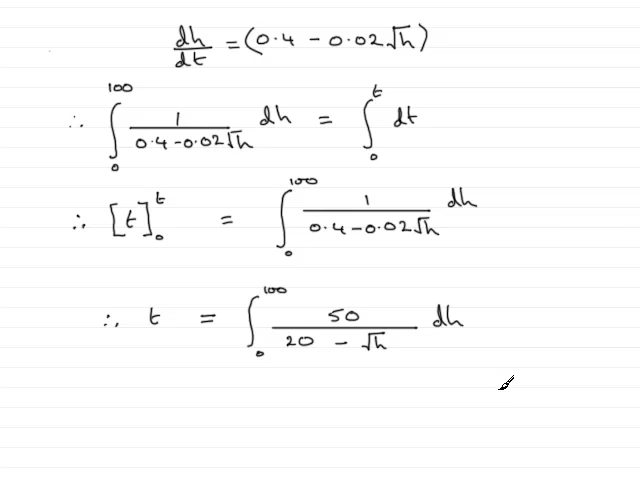 dh/dt = (0.4 - 0.02√h)
∴ ∫₀¹⁰⁰ 1/(0.4 - 0.02√h) dh = ∫₀ᵗ dt
∴ [t]₀ᵗ = ∫₀¹⁰⁰ 1/(0.4 - 0.02√h) dh
∴ t = ∫₀¹⁰⁰ 50/(20 - √h) dh